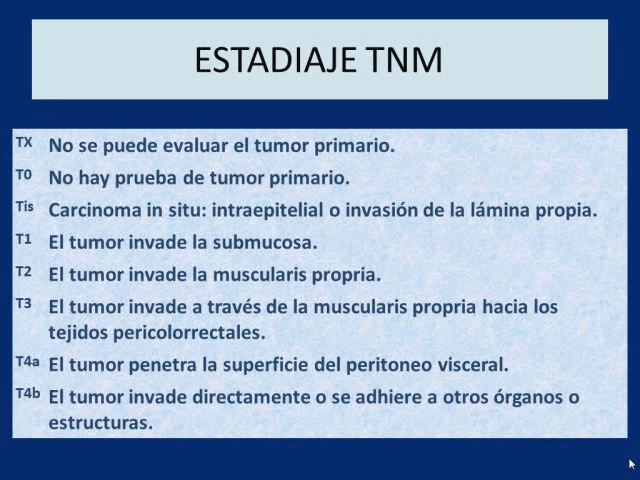 ESTADIAJE TNM
TX No se puede evaluar el tumor primario.
T0 No hay prueba de tumor primario.
Tis Carcinoma in situ: intraepitelial o invasión de la lámina propia.
T1 El tumor invade la submucosa.
T2 El tumor invade la muscularis propria.
T3 El tumor invade a través de la muscularis propria hacia los
tejidos pericolorrectales.
T4a El tumor penetra la superficie del peritoneo visceral.
T4b El tumor invade directamente o se adhiere a otros órganos o
estructuras.